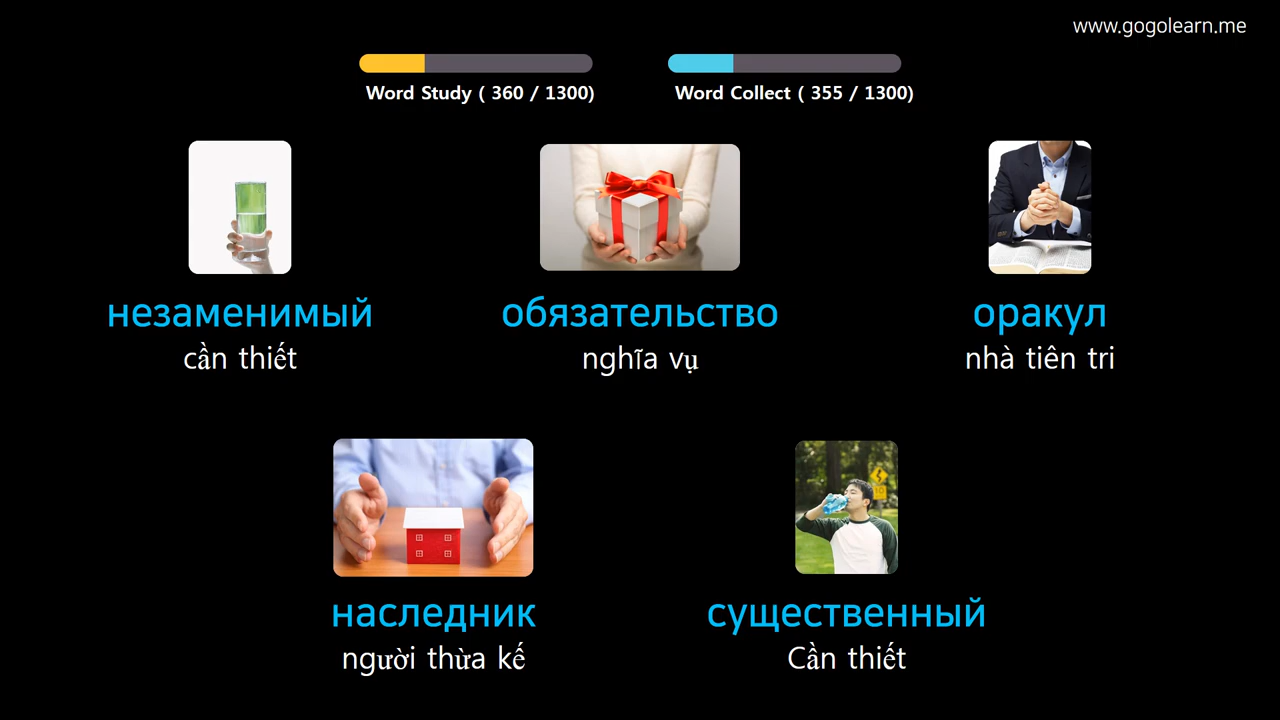 www.gogolearn.me
Word Study ( 360 / 1300)
Word Collect ( 355 / 1300)
незаменимый
cần thiết
обязательство
nghĩa vụ
оракул
nhà tiên tri
наследник
người thừa kế
существенный
Cần thiết